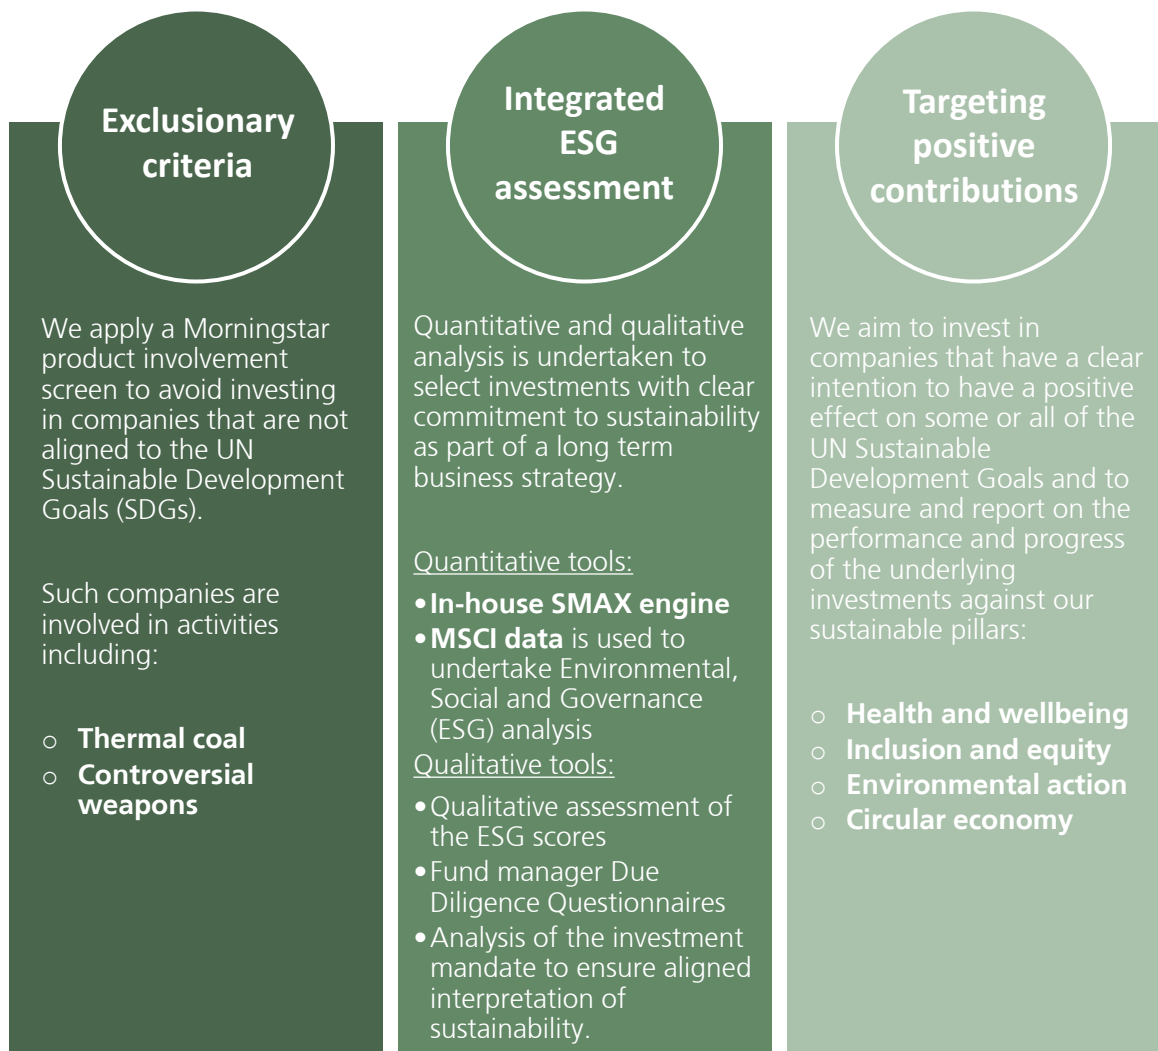 Exclusionary
criteria
We apply a Morningstar
product involvement
screen to avoid investing
in companies that are not
aligned to the UN
Sustainable Development
Goals (SDGs).
Such companies are
involved in activities
including:
○ Thermal coal
○ Controversial
weapons
Integrated
ESG
assessment
Quantitative and qualitative
analysis is undertaken to
select investments with clear
commitment to sustainability
as part of a long term
business strategy.
Quantitative tools:
• In-house SMAX engine
• MSCI data is used to
undertake Environmental,
Social and Governance
(ESG) analysis
Qualitative tools:
• Qualitative assessment of
the ESG scores
• Fund manager Due
Diligence Questionnaires
• Analysis of the investment
mandate to ensure aligned
interpretation of
sustainability.
Targeting
positive
contributions
We aim to invest in
companies that have a clear
intention to have a positive
effect on some or all of the
UN Sustainable
Development Goals and to
measure and report on the
performance and progress
of the underlying
investments against our
sustainable pillars:
○ Health and wellbeing
○ Inclusion and equity
○ Environmental action
○ Circular economy